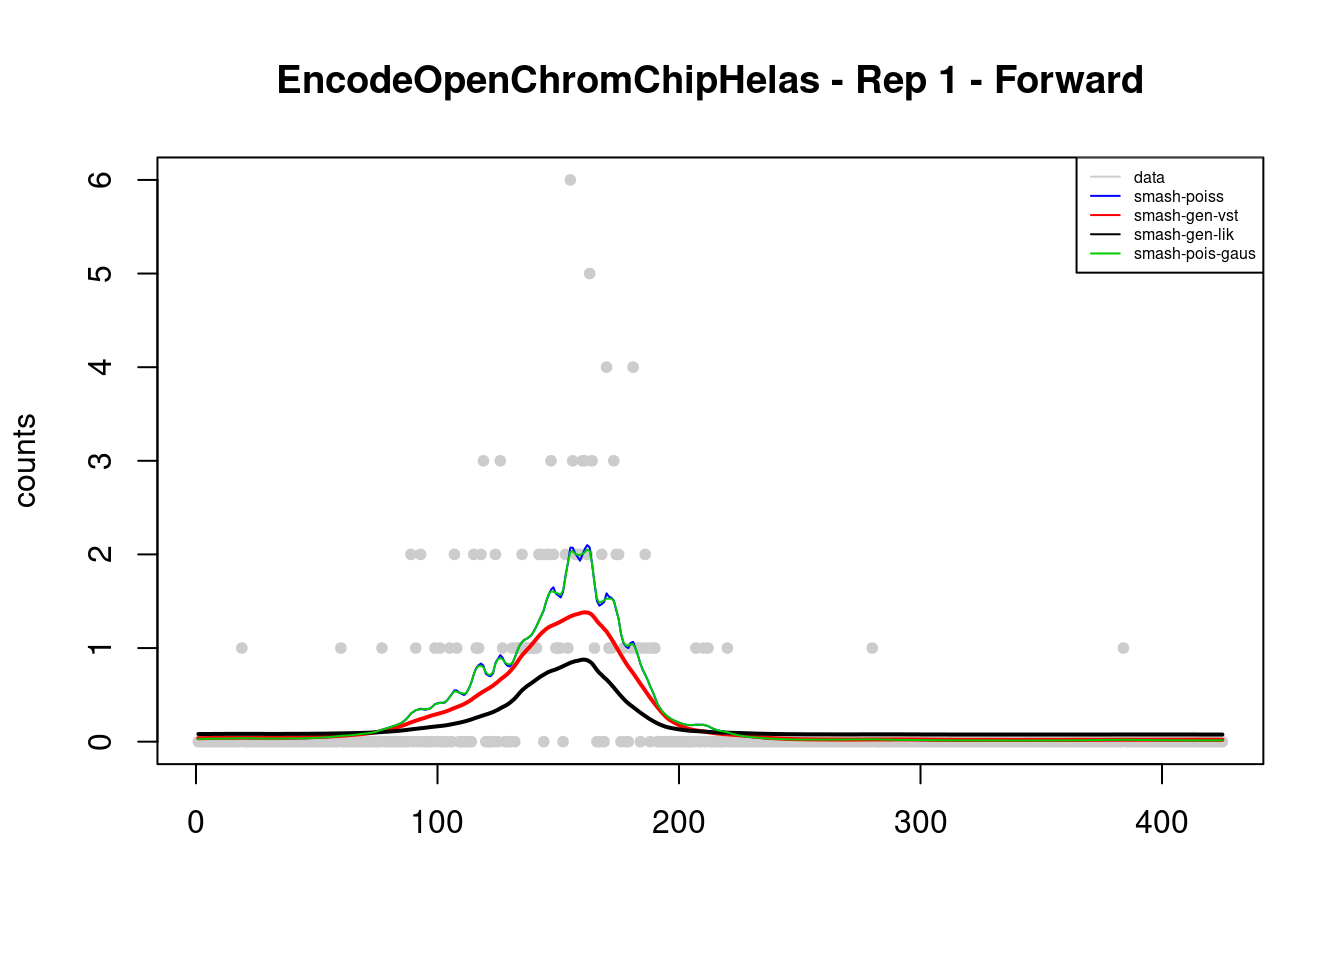 EncodeOpenChromChipHelas - Rep 1 - Forward
data
smash-poiss
smash-gen-vst
smash-gen-lik
smash-pois-gaus
counts
6
5
4
3
2
1
0
0 100 200 300 400